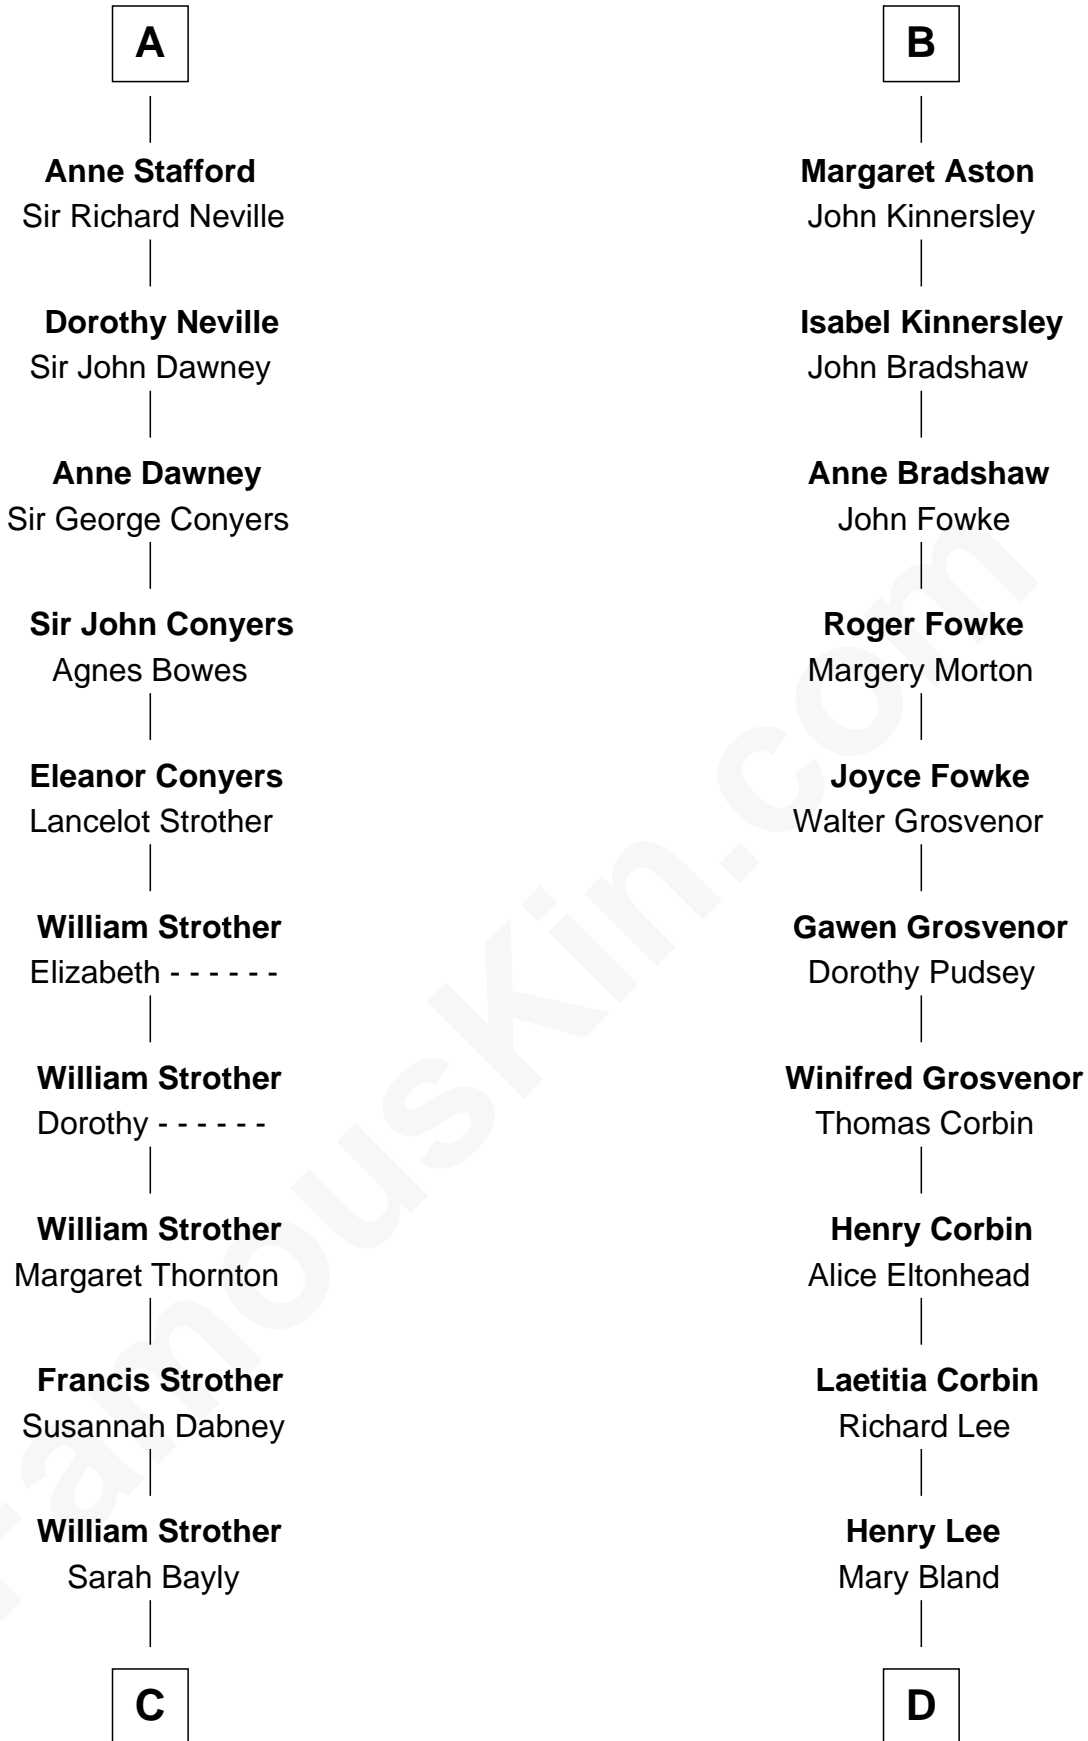 A
Anne Stafford
Sir Richard Neville
Dorothy Neville
Sir John Dawney
Anne Dawney
Sir George Conyers
Sir John Conyers
Agnes Bowes
Eleanor Conyers
Lancelot Strother
William Strother
Elizabeth - - - - - -
William Strother
Dorothy - - - - - -
William Strother
Margaret Thornton
Francis Strother
Susannah Dabney
William Strother
Sarah Bayly
C
B
Margaret Aston
John Kinnersley
Isabel Kinnersley
John Bradshaw
Anne Bradshaw
John Fowke
Roger Fowke
Margery Morton
Joyce Fowke
Walter Grosvenor
Gawen Grosvenor
Dorothy Pudsey
Winifred Grosvenor
Thomas Corbin
Henry Corbin
Alice Eltonhead
Laetitia Corbin
Richard Lee
Henry Lee
Mary Bland
D
FamousKin.com